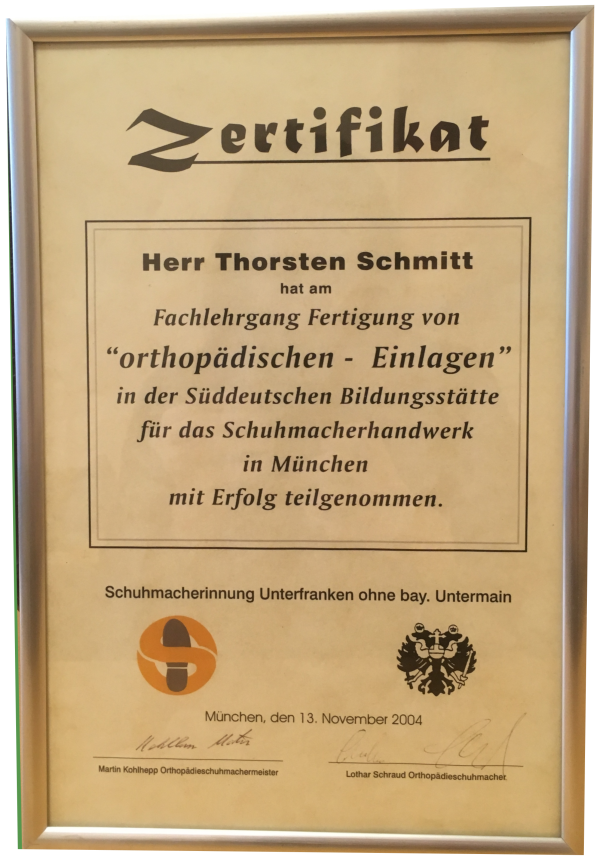 Zertifikat
Herr Thorsten Schmitt
hat am
Fachlehrgang Fertigung von
“orthopädischen - Einlagen”
in der Süddeutschen Bildungsstätte
für das Schuhmacherhandwerk
in München
mit Erfolg teilgenommen.
Schuhmacherinnung Unterfranken ohne bay. Untermain
München, den 13. November 2004
Martin Kohlhepp Orthopädieschuhmachermeister
Lothar Schraud Orthopädieschuhmacher.